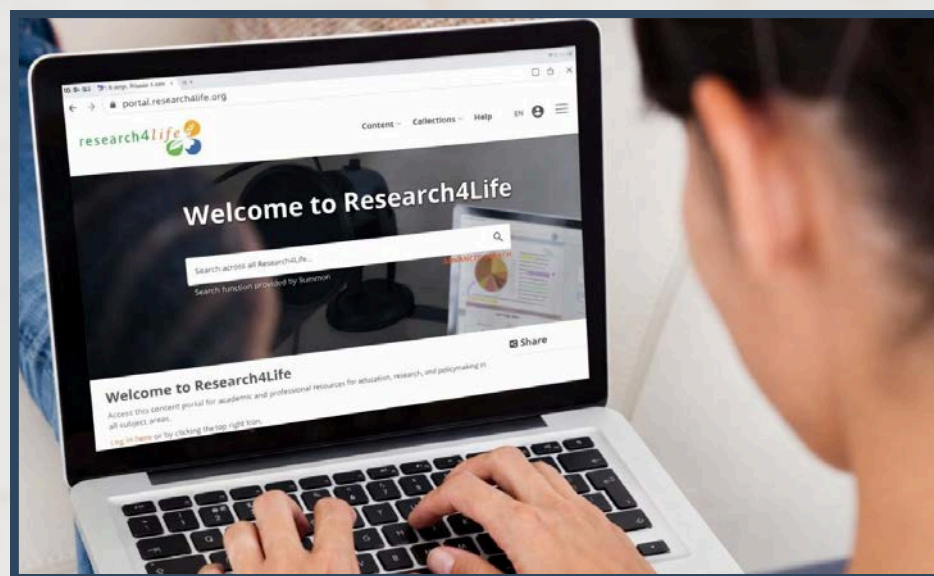 portal.research4life.org
research4life
Content Collections Help EN
Welcome to Research4Life
Search across all Research4Life...
ADVANCED SEARCH
Search function provided by Summon
Share
Welcome to Research4Life
Access this content portal for academic and professional resources for education, research, and policymaking in
all subject areas.
Log in here or by clicking the top right icon.